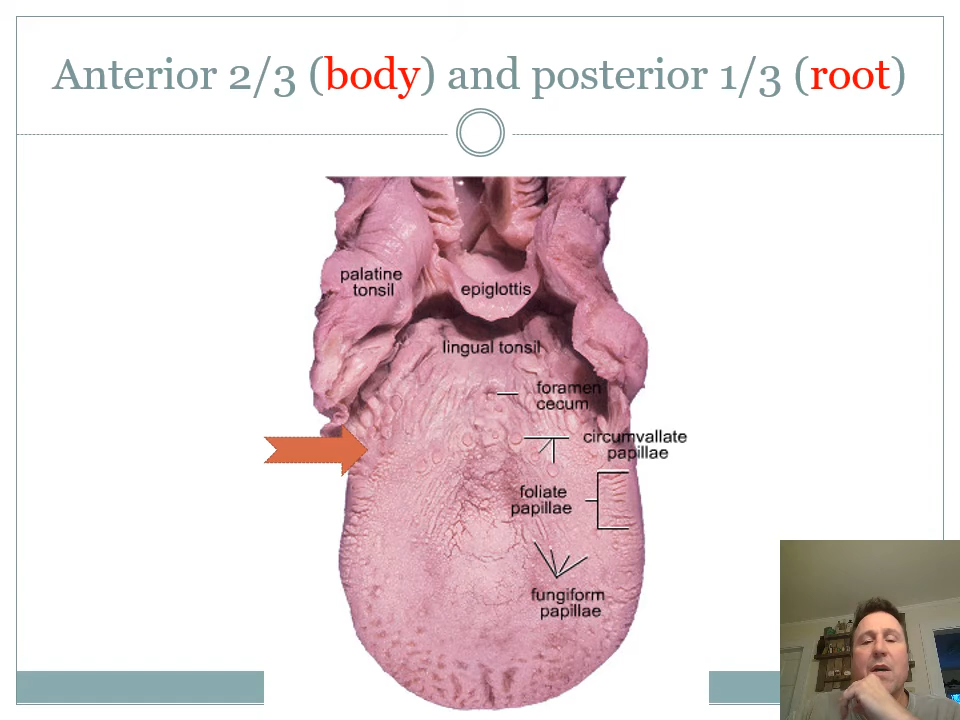 Anterior 2/3 (body) and posterior 1/3 (root)
palatine
tonsil
epiglottis
lingual tonsil
foramen
cecum
circumvallate
papillae
foliate
papillae
fungiform
papillae